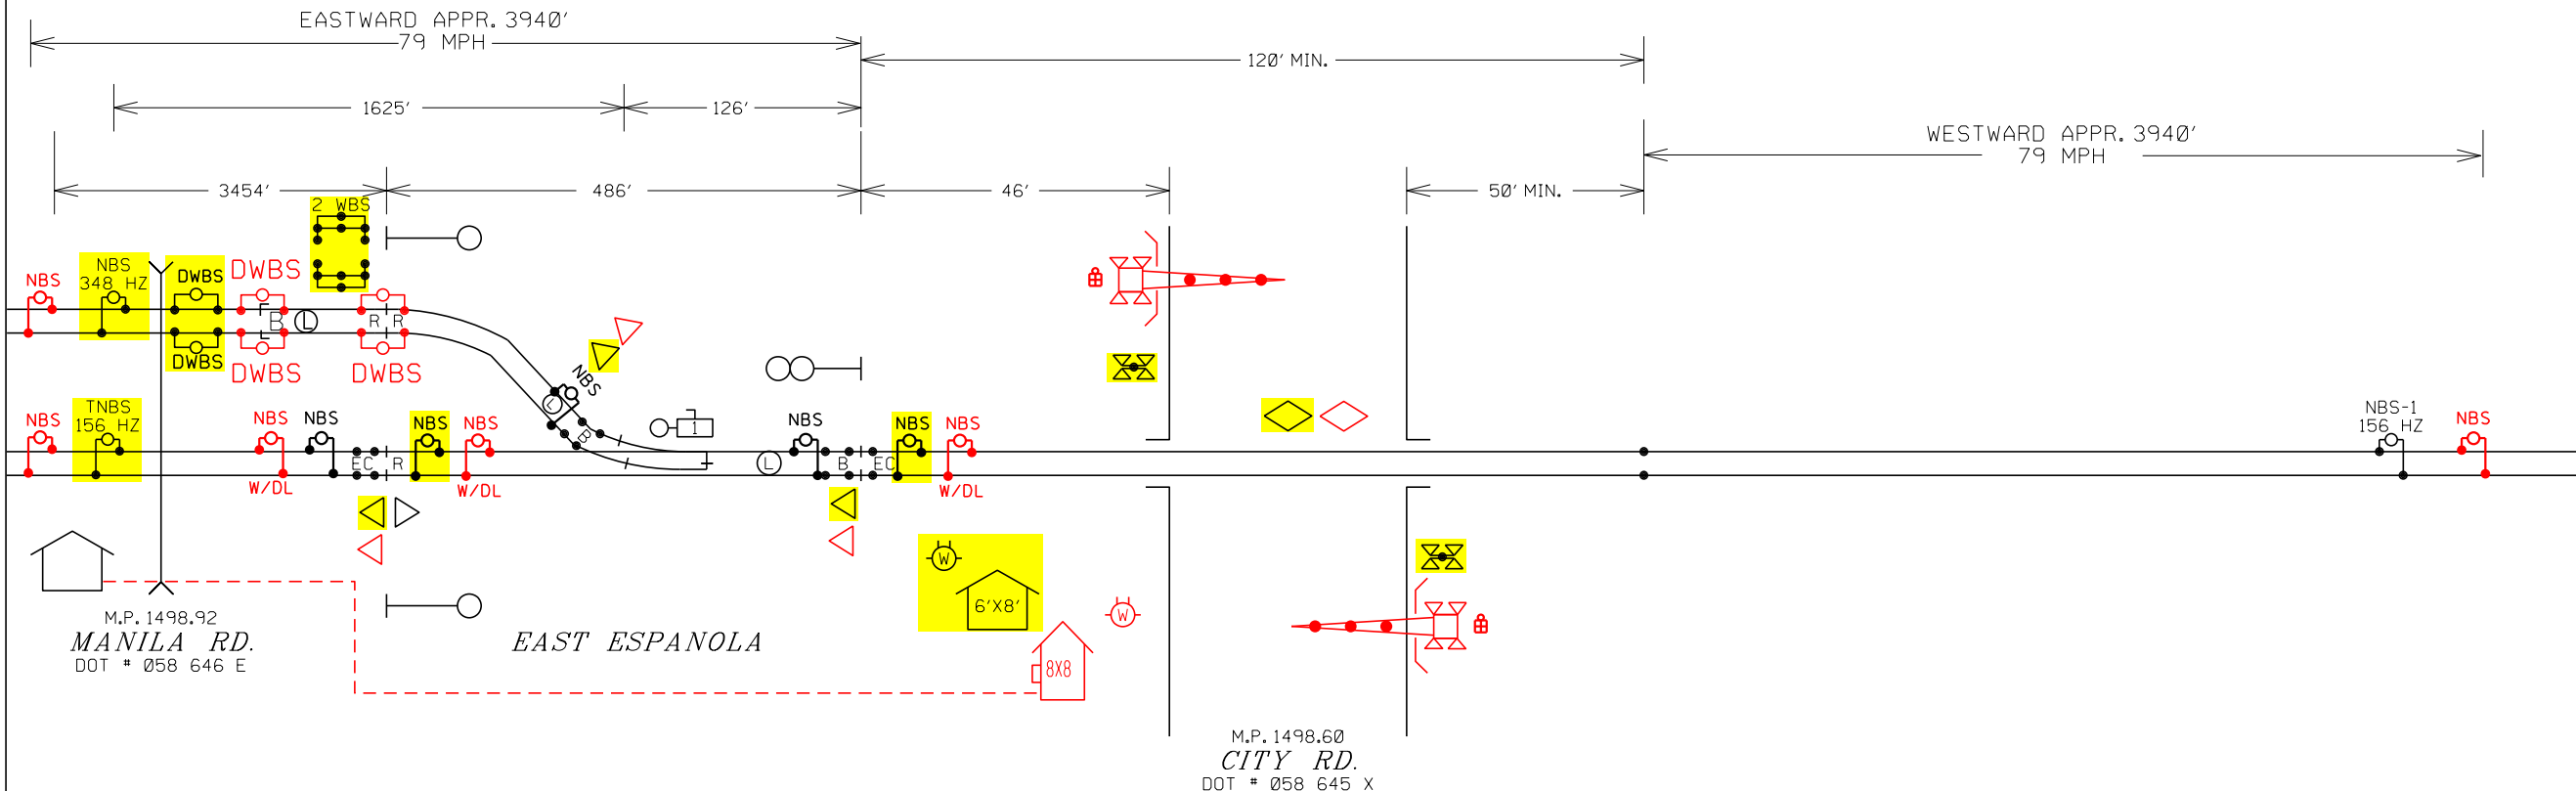 EASTWARD APPR. 3940'
79 MPH
120' MIN.
1625'
126'
WESTWARD APPR. 3940'
79 MPH
3454'
486'
46'
50' MIN.
2 WBS
NBS
348 HZ
NBS
DWBS
DWBS
B
L
R
R
DWBS
DWBS
DWBS
NBS
L
B
1
TNBS
156 HZ
NBS
NBS
NBS
NBS
NBS
NBS
NBS
NBS
NBS-1
156 HZ
NBS
EC
R
L
B
EC
W/DL
W/DL
W/DL
W
6'X8'
W
8X8
M.P. 1498.92
MANILA RD.
DOT # 058 646 E
EAST ESPANOLA
M.P. 1498.60
CITY RD.
DOT # 058 645 X